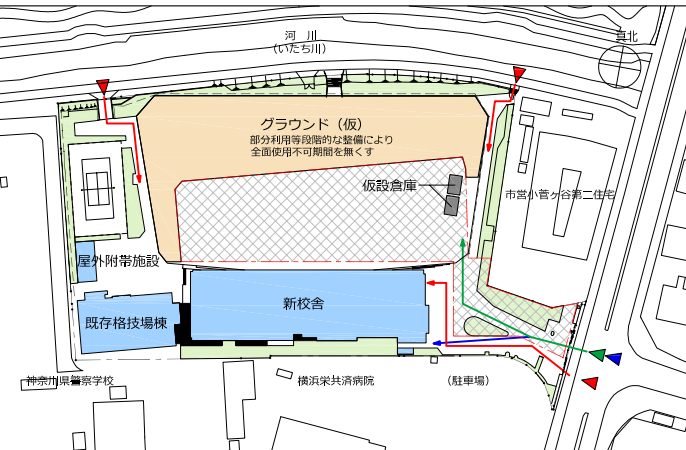 河　川
（いたち川）
真北
グラウンド（仮）
部分利用等段階的な整備により
全面使用不可期間を無くす
仮設倉庫
市営小菅ヶ谷第二住宅
屋外附帯施設
新校舎
既存格技場棟
神奈川県警察学校
横浜栄共済病院
（駐車場）